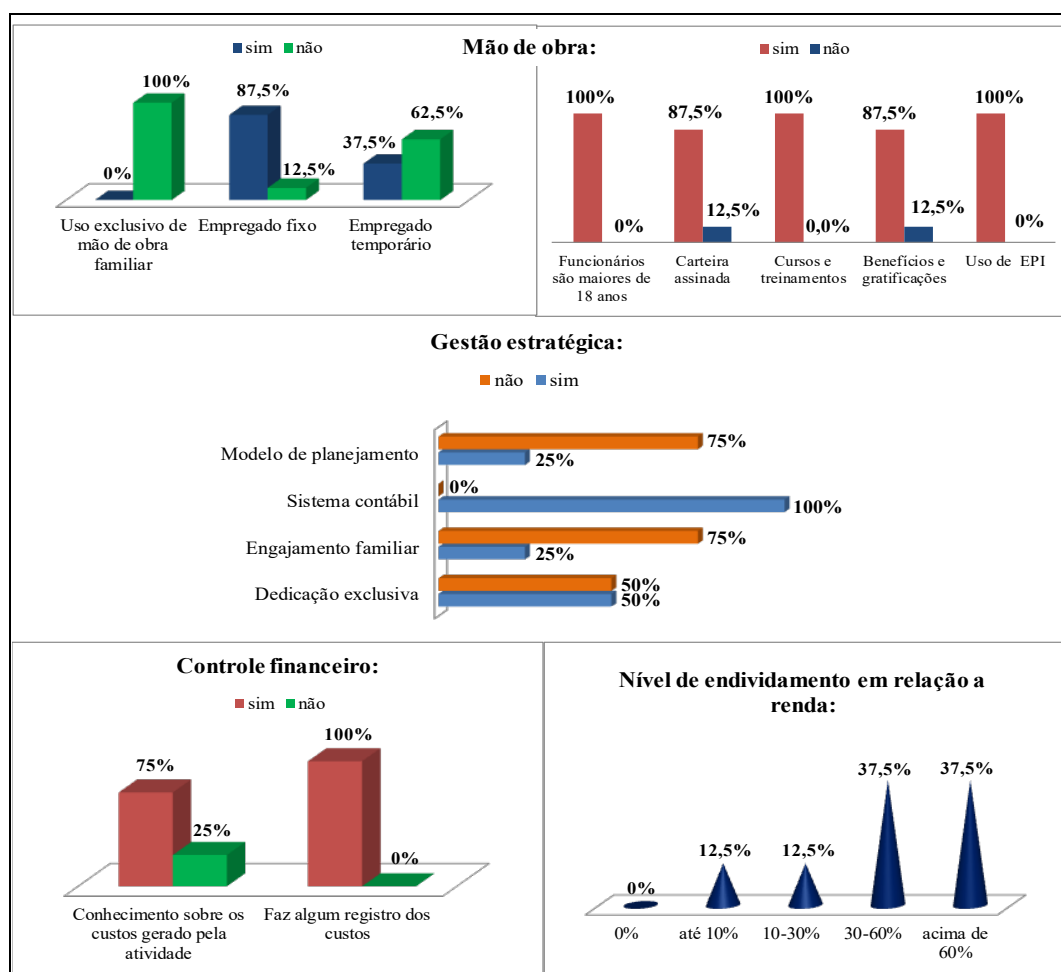 Mão de obra:
sim não
100%
87,5%
62,5%
37,5%
0%
12,5%
Uso exclusivo de
mão de obra
familiar
Empregado fixo
Empregado
temporário
sim não
100%
87,5%
100%
87,5%
100%
0%
12,5%
0,0%
12,5%
0%
Funcionários
são maiores de
18 anos
Carteira
assinada
Cursos e
treinamentos
Benefícios e
gratificações
Uso de EPI
Gestão estratégica:
não sim
Modelo de planejamento
75%
25%
Sistema contábil
0%
100%
Engajamento familiar
75%
25%
Dedicação exclusiva
50%
50%
Controle financeiro:
sim não
75%
25%
100%
0%
Conhecimento sobre os
custos gerado pela
atividade
Faz algum registro dos
custos
Nível de endividamento em relação a
renda:
0%
12,5%
12,5%
37,5%
37,5%
0%
até 10%
10-30%
30-60%
acima de
60%